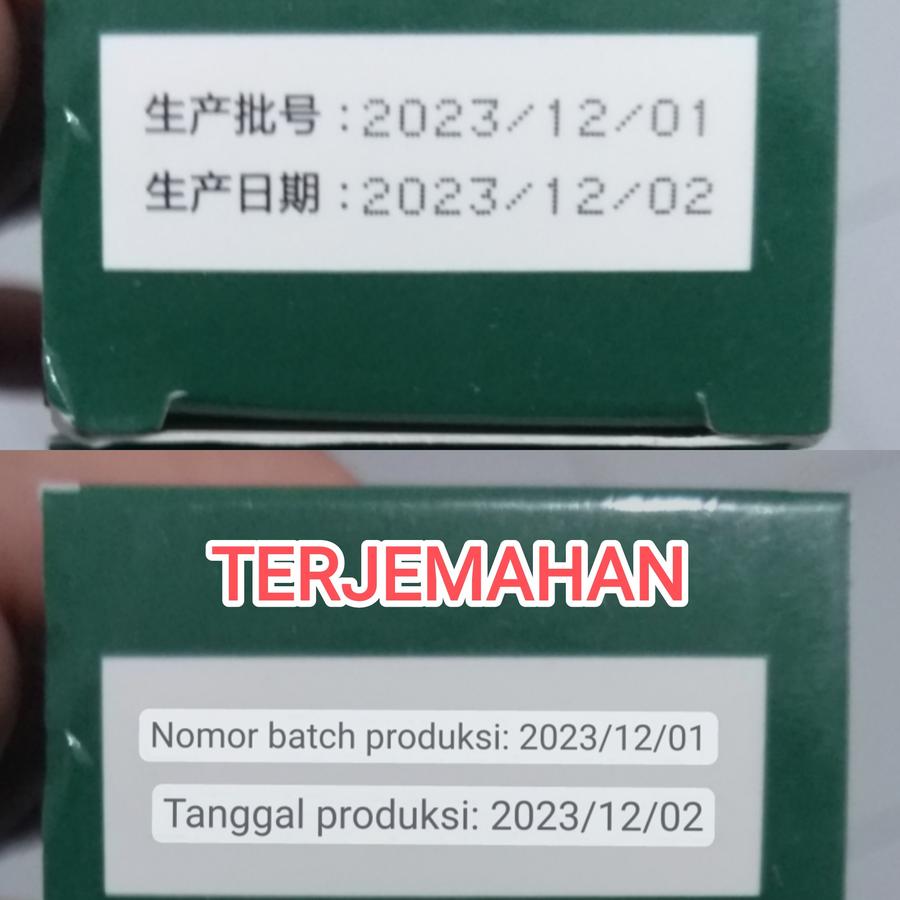 生产批号：2023/12/01
生产日期：2023/12/02
TERJEMAHAN
Nomor batch produksi: 2023/12/01
Tanggal produksi: 2023/12/02